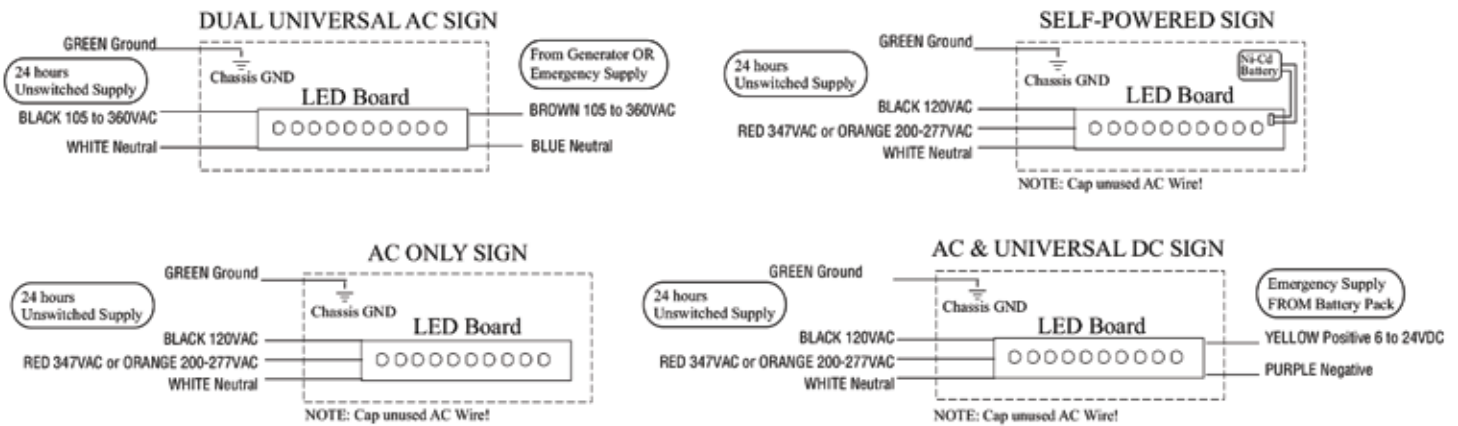 DUAL UNIVERSAL AC SIGN
GREEN Ground
24 hours
Unswitched Supply
Chassis GND
From Generator OR
Emergency Supply
LED Board
BLACK 105 to 360VAC
BROWN 105 to 360VAC
WHITE Neutral
BLUE Neutral
SELF-POWERED SIGN
GREEN Ground
24 hours
Unswitched Supply
Chassis GND
Ni-Cd
Battery
LED Board
BLACK 120VAC
RED 347VAC or ORANGE 200-277VAC
WHITE Neutral
NOTE: Cap unused AC Wire!
AC ONLY SIGN
GREEN Ground
24 hours
Unswitched Supply
Chassis GND
LED Board
BLACK 120VAC
RED 347VAC or ORANGE 200-277VAC
WHITE Neutral
NOTE: Cap unused AC Wire!
AC & UNIVERSAL DC SIGN
GREEN Ground
24 hours
Unswitched Supply
Chassis GND
Emergency Supply
FROM Battery Pack
LED Board
BLACK 120VAC
YELLOW Positive 6 to 24VDC
RED 347VAC or ORANGE 200-277VAC
PURPLE Negative
WHITE Neutral
NOTE: Cap unused AC Wire!